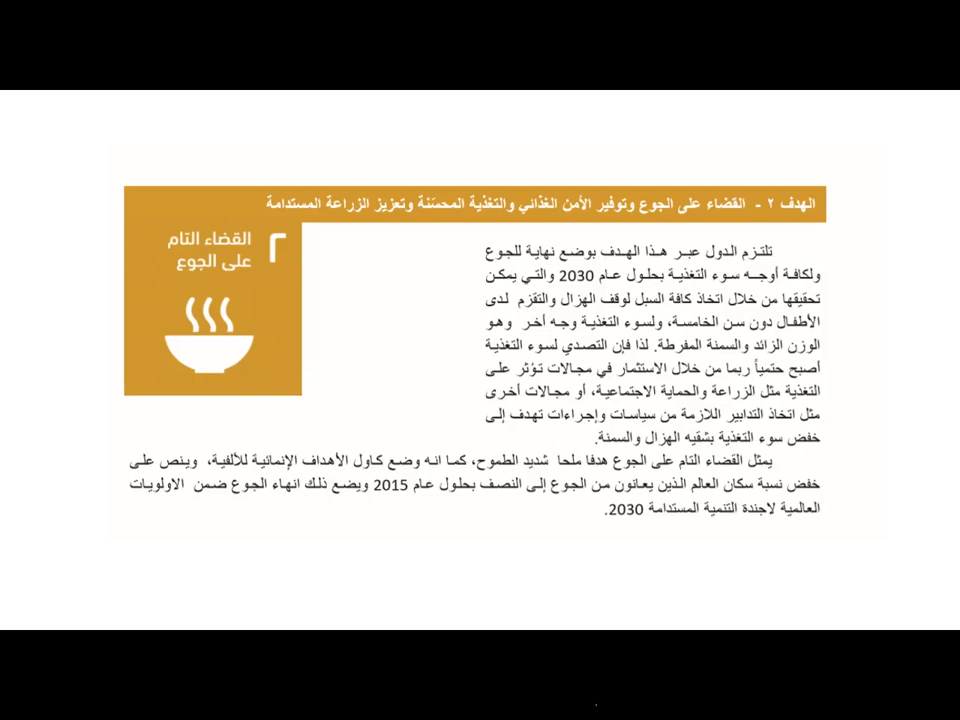 الهدف ٢ - القضاء على الجوع وتوفير الأمن الغذائي والتغذية المحسّنة وتعزيز الزراعة المستدامة
٢ القضاء التام
على الجوع
تلتزم الدول عبر هذا الهدف بوضع نهاية للجوع
ولكافة أوجه سوء التغذية بحلول عام 2030 والتي يمكن
تحقيقها من خلال اتخاذ كافة السبل لوقف الهزال والتقزم لدى
الأطفال دون سن الخامسة، ولسوء التغذية وجه أخر وهو
الوزن الزائد والسمنة المفرطة. لذا فإن التصدي لسوء التغذية
أصبح حتمياً ربما من خلال الاستثمار في مجالات تؤثر على
التغذية مثل الزراعة والحماية الاجتماعية، أو مجالات أخرى
مثل اتخاذ التدابير اللازمة من سياسات وإجراءات تهدف إلى
خفض سوء التغذية بشقيه الهزال والسمنة.
يمثل القضاء التام على الجوع هدفا ملحا شديد الطموح، كما انه وضع كاول الأهداف الإنمائية للألفية، وينص على
خفض نسبة سكان العالم الذين يعانون من الجوع إلى النصف بحلول عام 2015 ويضع ذلك انهاء الجوع ضمن الاولويات
العالمية لاجندة التنمية المستدامة 2030.